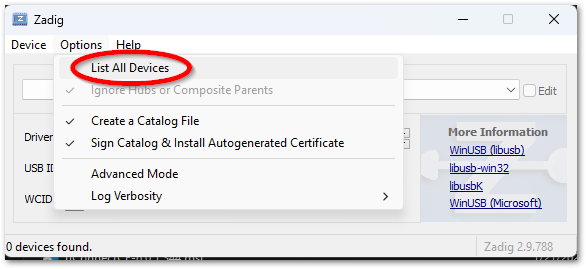 Zadig
Device Options Help
List All Devices
Ignore Hubs or Composite Parents
Edit
Create a Catalog File
Sign Catalog & Install Autogenerated Certificate
Driver
More Information
WinUSB (libusb)
USB ID
libusb-win32
Advanced Mode
libusbK
Log Verbosity
WCID
WinUSB (Microsoft)
0 devices found.
Zadig 2.9.788